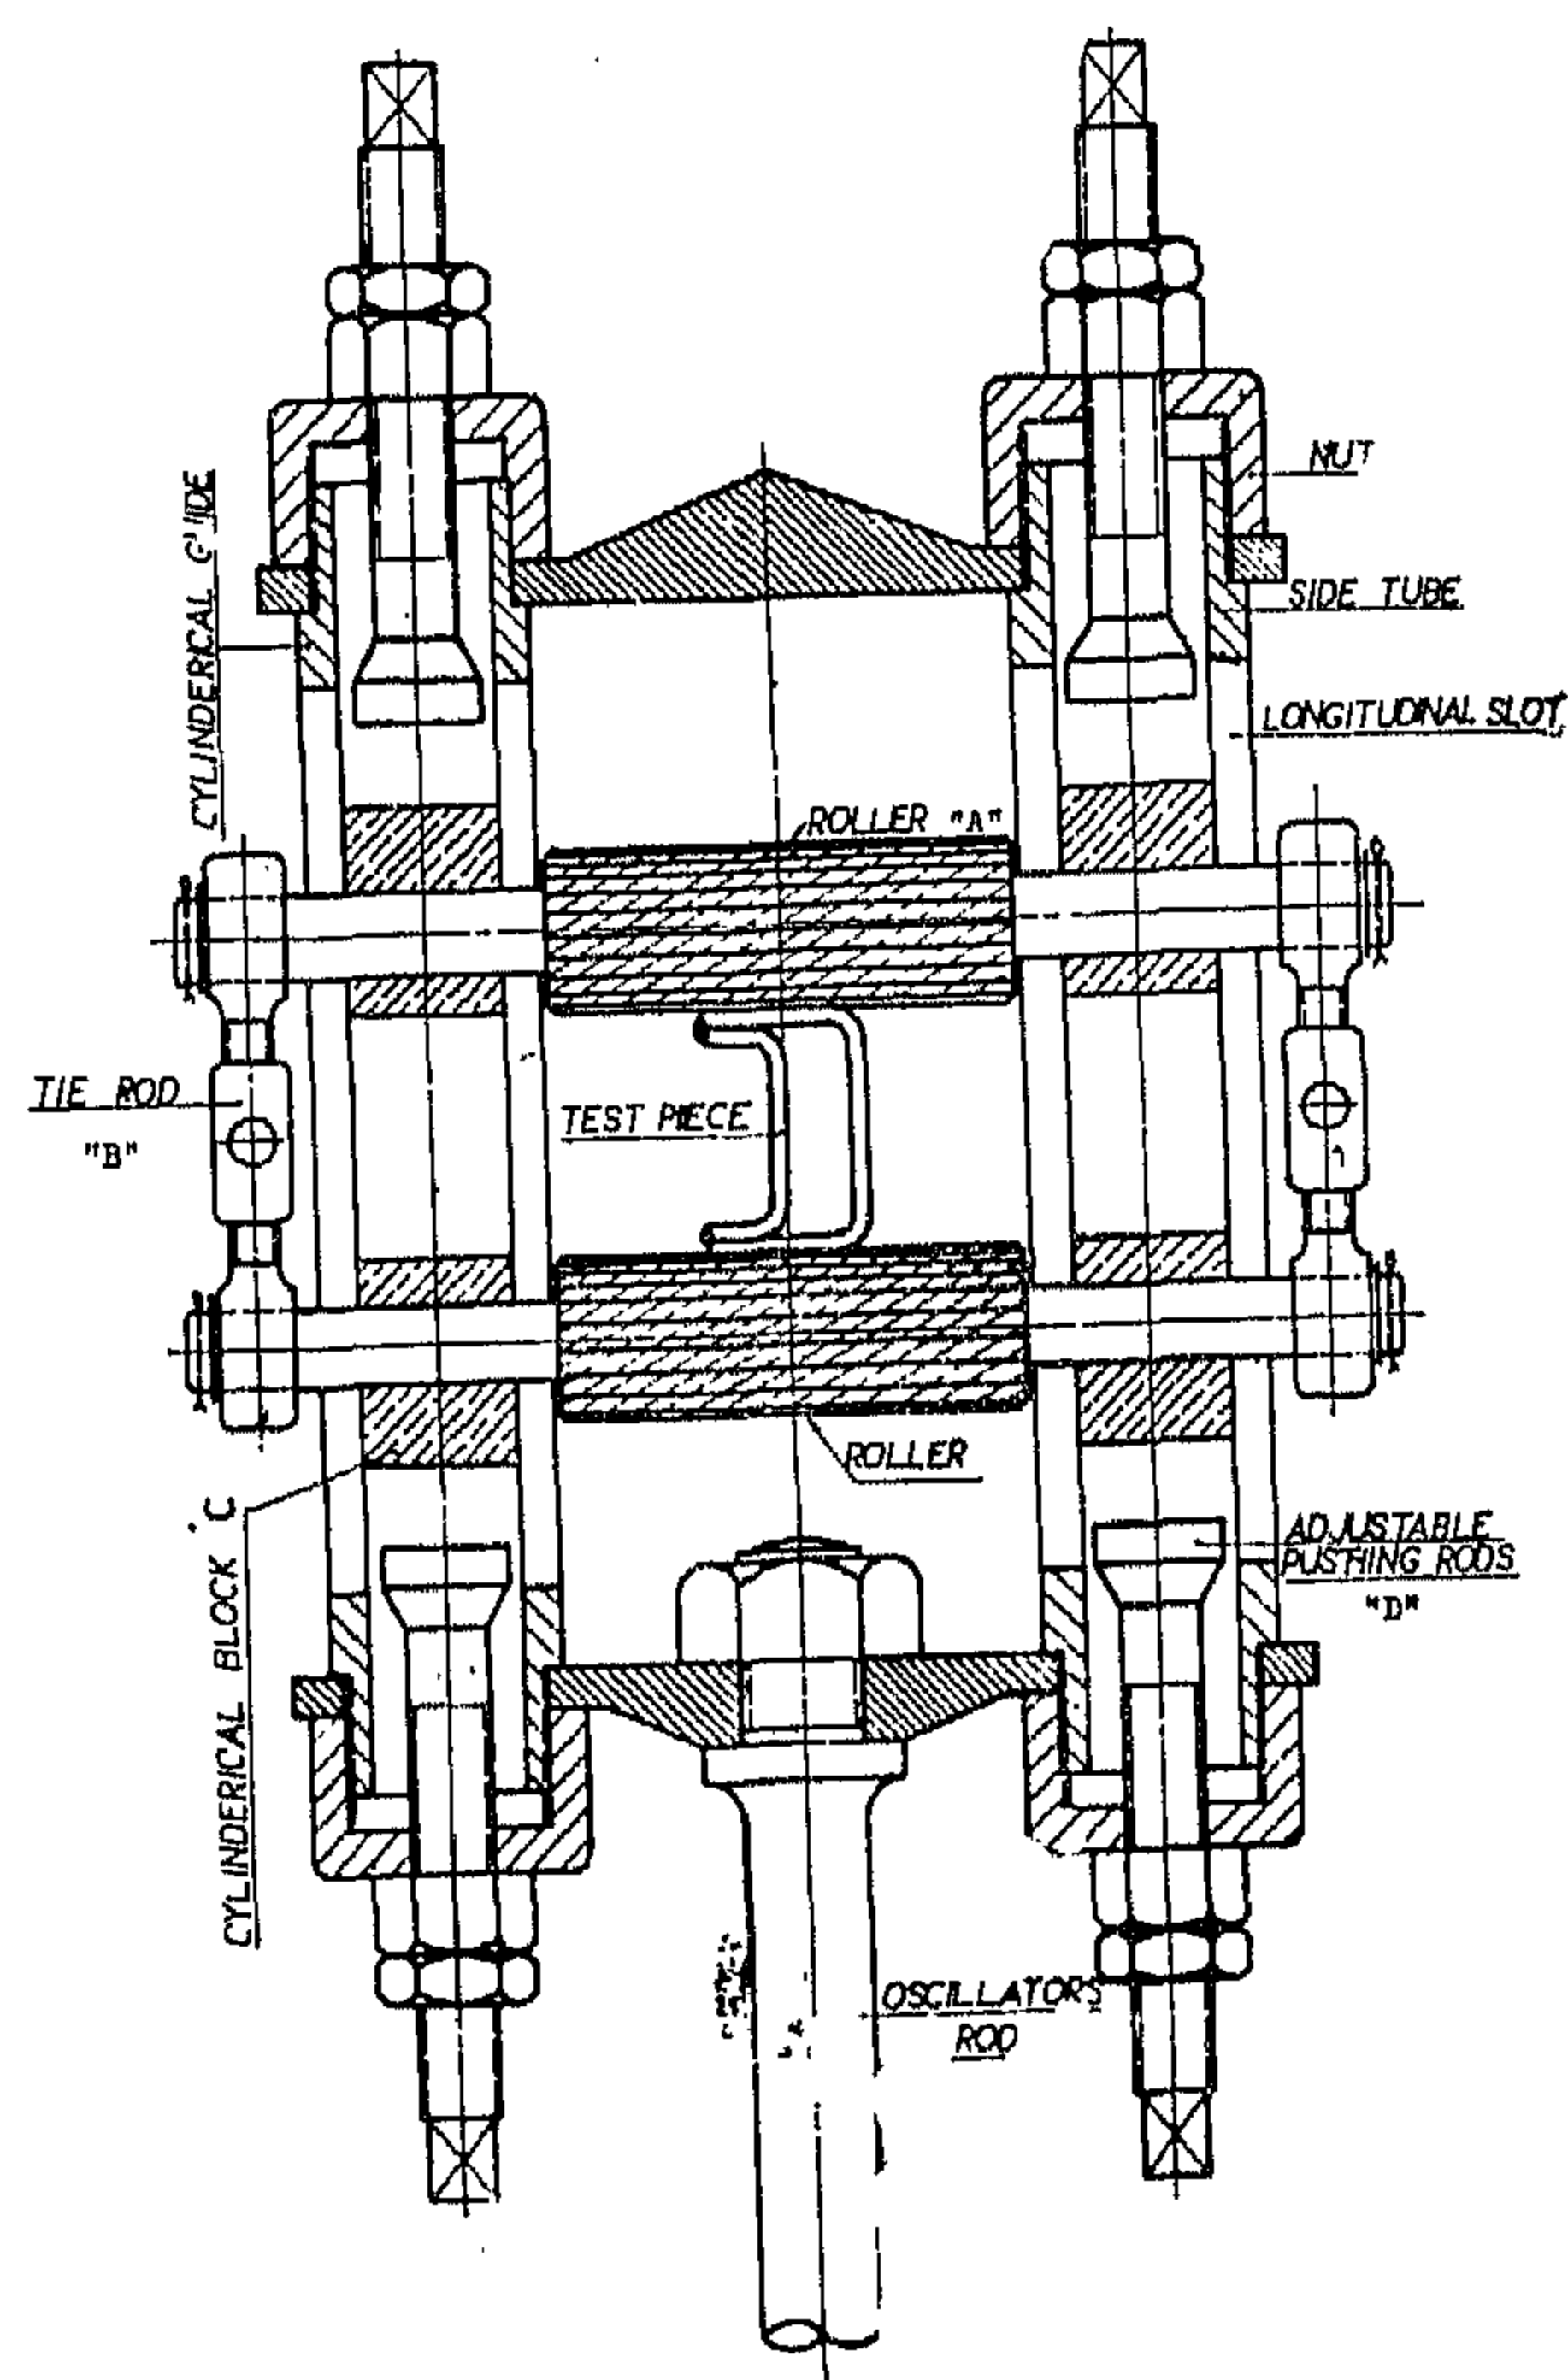 NUT
CYLINDERICAL GUIDE
SIDE TUBE
LONGITUDINAL SLOT
ROLLER "A"
TIE ROD
"B"
TEST PIECE
ROLLER
CYLINDERICAL BLOCK C
ADJUSTABLE
PUSHING RODS
"D"
OSCILLATORS
ROD